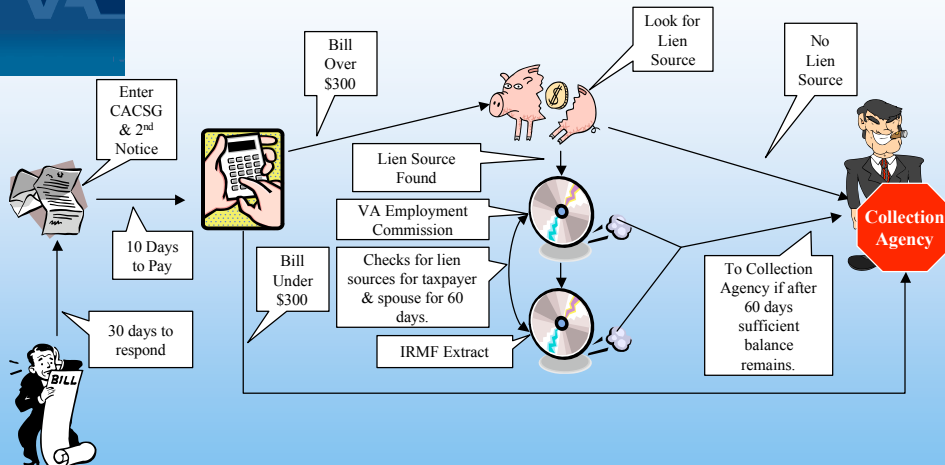 VA
Enter
CACSG
& 2nd
Notice
Bill
Over
$300
$
Look for
Lien
Source
No
Lien
Source
Lien Source
Found
VA Employment
Commission
Checks for lien
sources for taxpayer
& spouse for 60
days.
IRMF Extract
10 Days
to Pay
Bill
Under
$300
30 days to
respond
BILL
Collection
Agency
To Collection
Agency if after
60 days
sufficient
balance
remains.